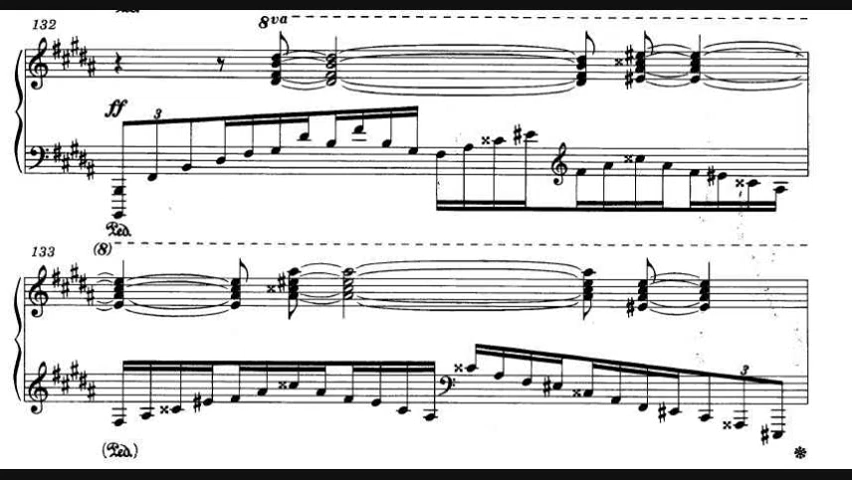 132
8va
ff
3
Ped.
133
(8)
(Ped.)
3